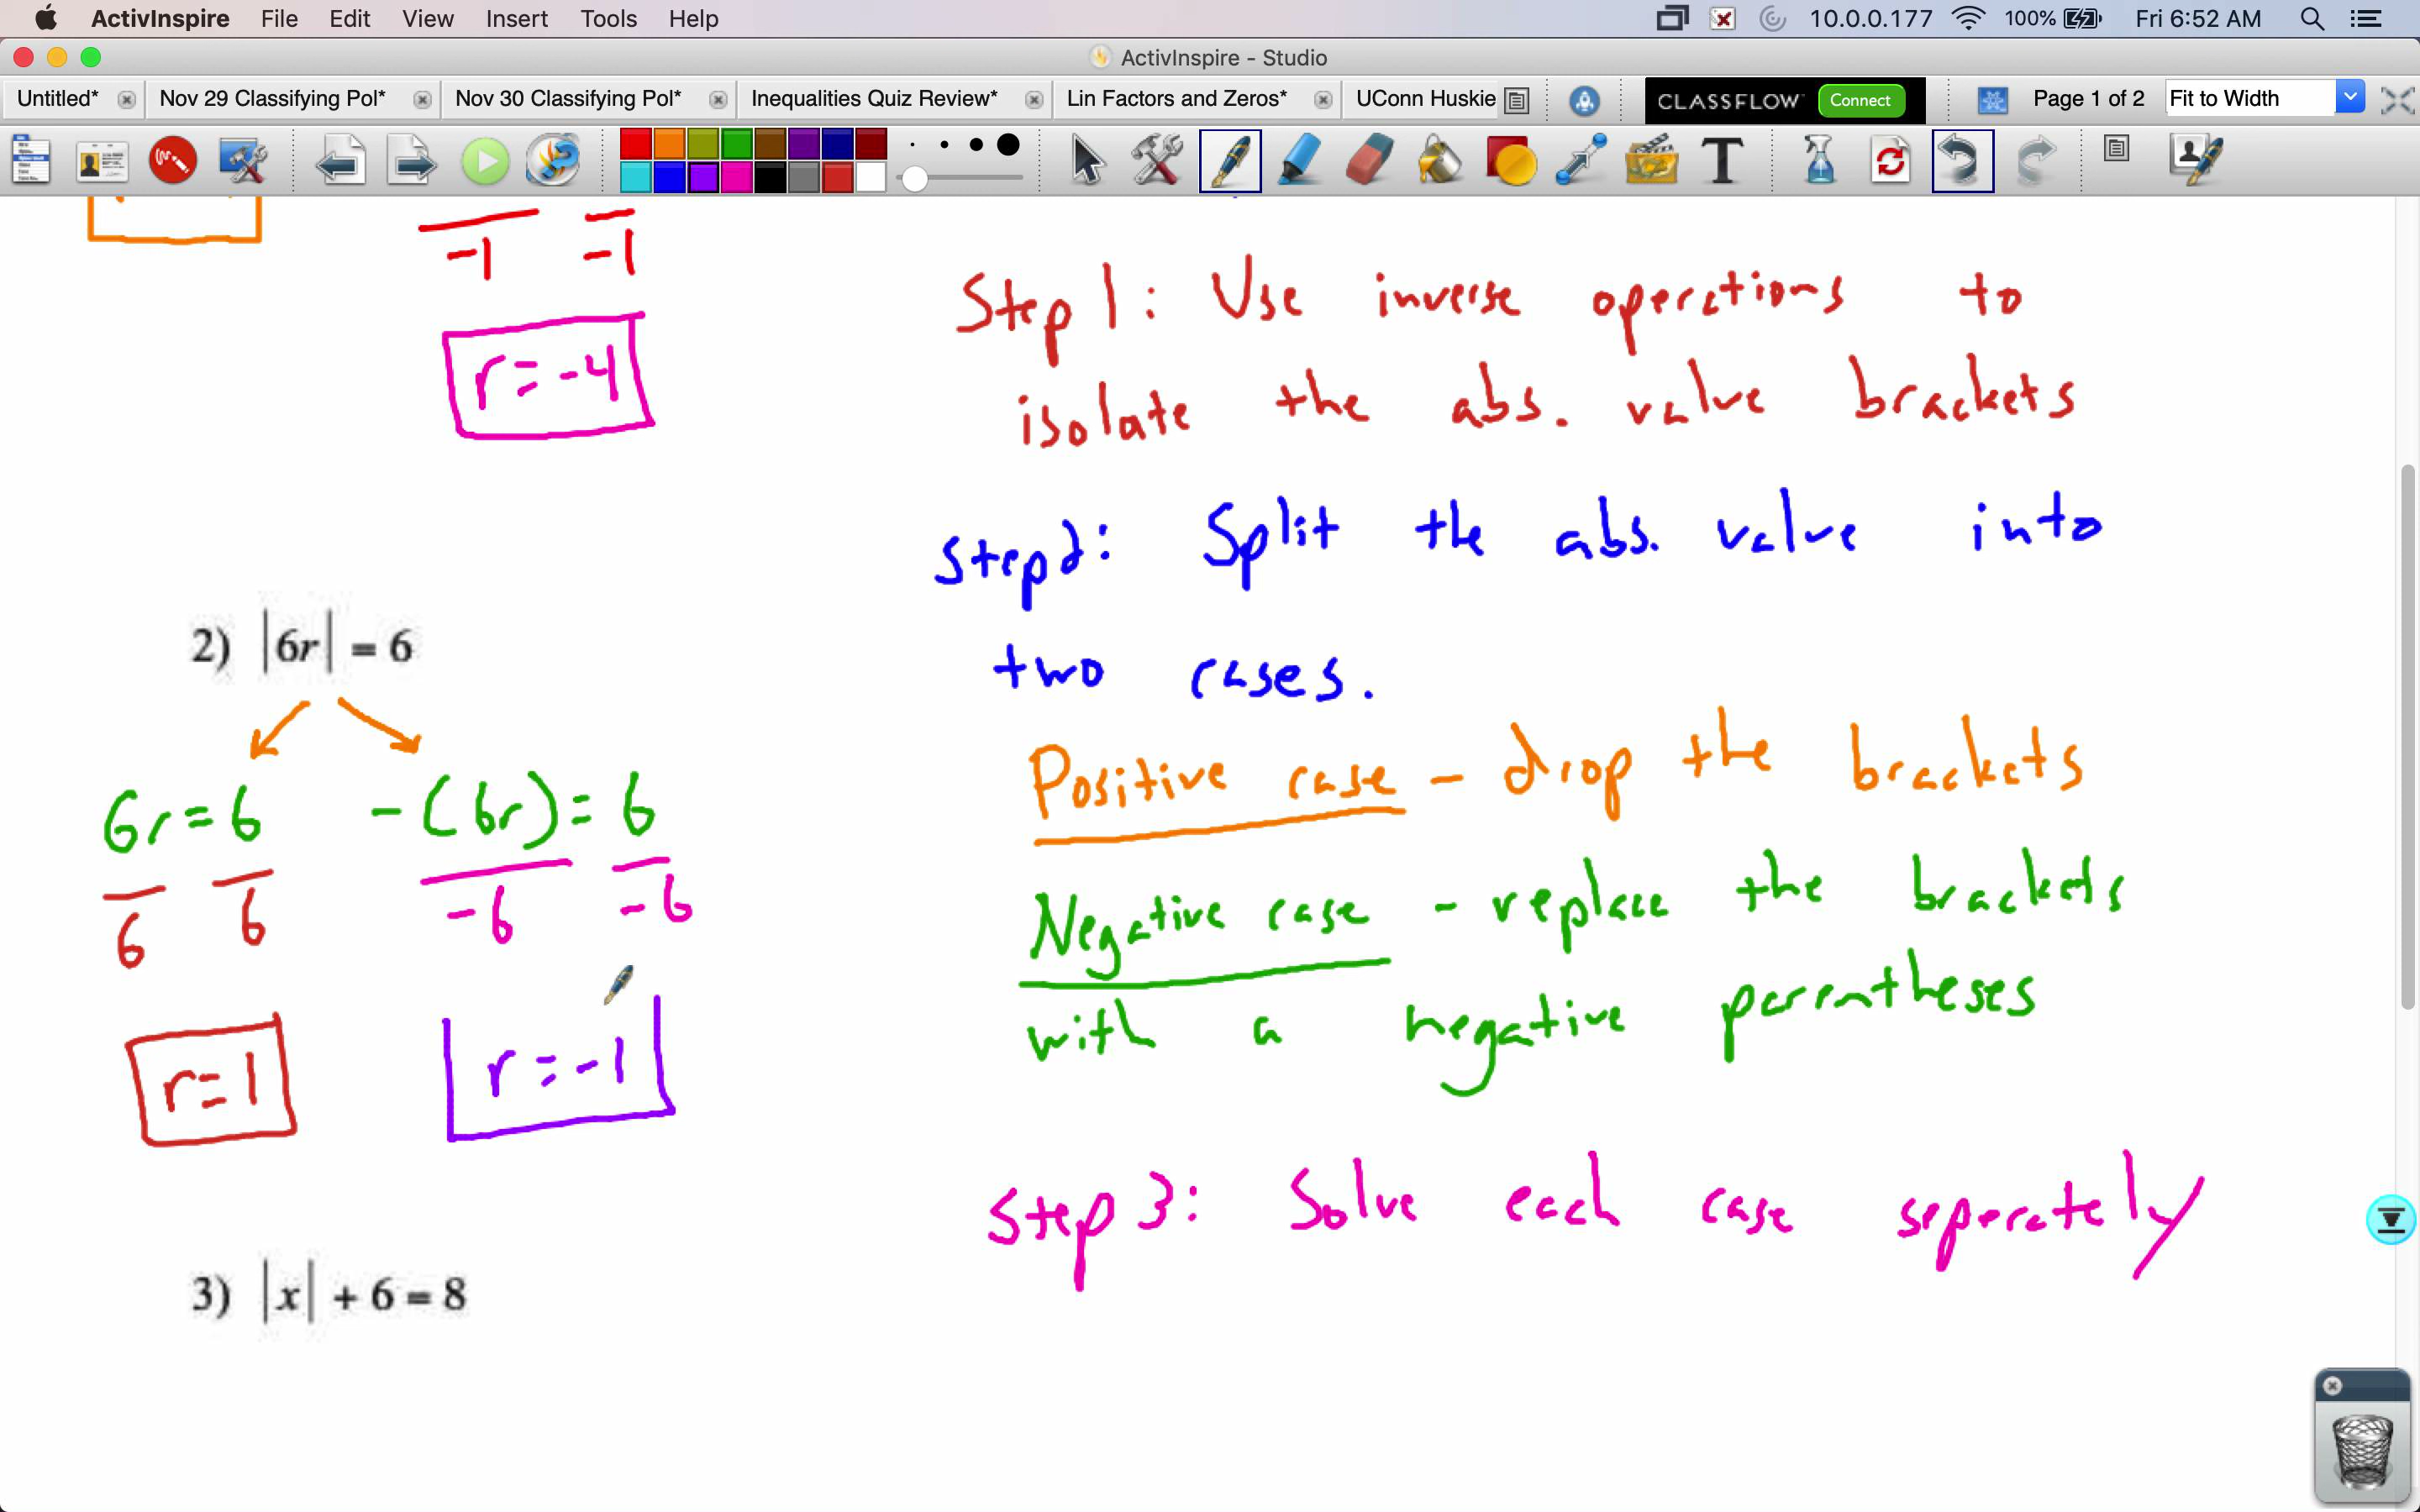 ActivInspire File Edit View Insert Tools Help 10.0.0.177 100% Fri 6:52 AM
ActivInspire - Studio
Untitled* Nov 29 Classifying Pol* Nov 30 Classifying Pol* Inequalities Quiz Review* Lin Factors and Zeros* UConn Huskie CLASSFLOW Connect Page 1 of 2 Fit to Width
T
-1 -1
r = -4
Step 1: Use inverse operations to
isolate the abs. value brackets
Step 2: Split the abs. value into
two cases.
Positive case - drop the brackets
Negative case - replace the brackets
with a negative parentheses
Step 3: Solve each case seperately
2) |6r| = 6
6r = 6 -(6r) = 6
6 6 -6 -6
r = 1 r = -1
3) |x| + 6 = 8